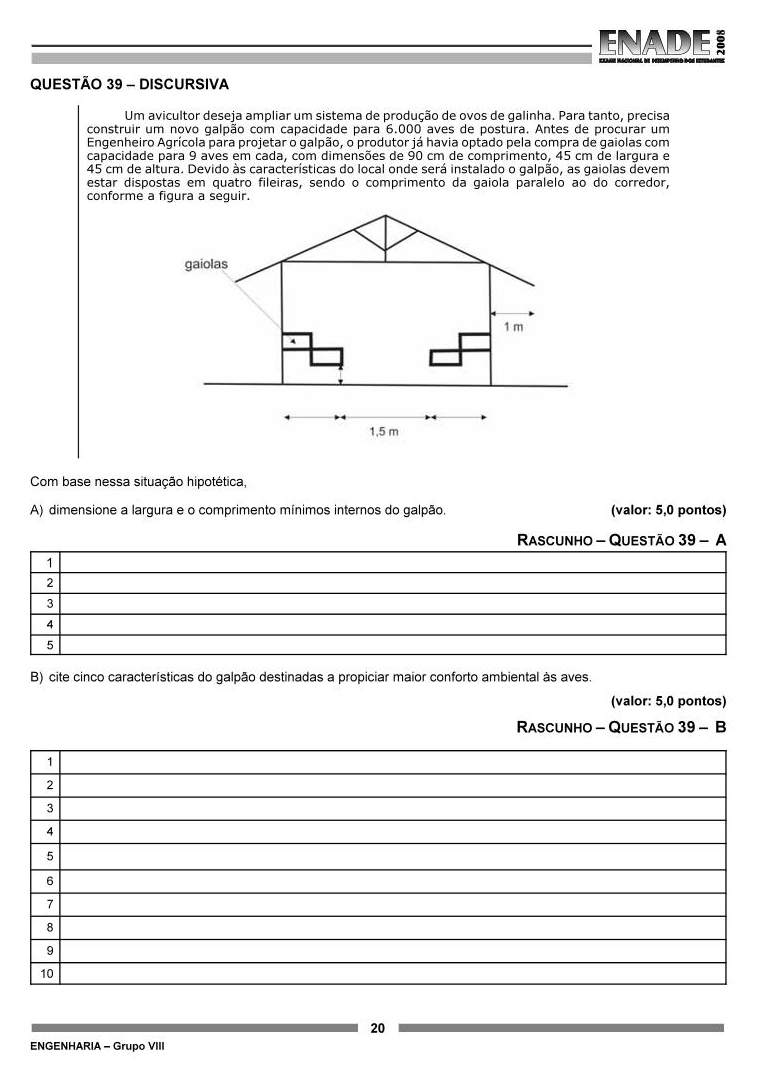 ENADE 2008
EXAME NACIONAL DE DESEMPENHO DOS ESTUDANTES
QUESTÃO 39 – DISCURSIVA
Um avicultor deseja ampliar um sistema de produção de ovos de galinha. Para tanto, precisa
construir um novo galpão com capacidade para 6.000 aves de postura. Antes de procurar um
Engenheiro Agrícola para projetar o galpão, o produtor já havia optado pela compra de gaiolas com
capacidade para 9 aves em cada, com dimensões de 90 cm de comprimento, 45 cm de largura e
45 cm de altura. Devido às características do local onde será instalado o galpão, as gaiolas devem
estar dispostas em quatro fileiras, sendo o comprimento da gaiola paralelo ao do corredor,
conforme a figura a seguir.
gaiolas
1 m
1,5 m
Com base nessa situação hipotética,
A) dimensione a largura e o comprimento mínimos internos do galpão. (valor: 5,0 pontos)
RASCUNHO – QUESTÃO 39 – A
1
2
3
4
5
B) cite cinco características do galpão destinadas a propiciar maior conforto ambiental às aves.
(valor: 5,0 pontos)
RASCUNHO – QUESTÃO 39 – B
1
2
3
4
5
6
7
8
9
10
20
ENGENHARIA – Grupo VIII